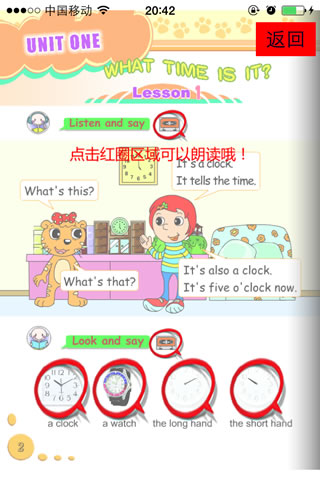 中国移动
20:42
UNIT ONE
返回
WHAT TIME IS IT?
Lesson 1
Listen and say
点击红圈区域可以朗读哦！
It's a clock.
It tells the time.
What's this?
It's also a clock.
It's five o'clock now.
What's that?
Look and say
a clock
a watch
the long hand
the short hand
2